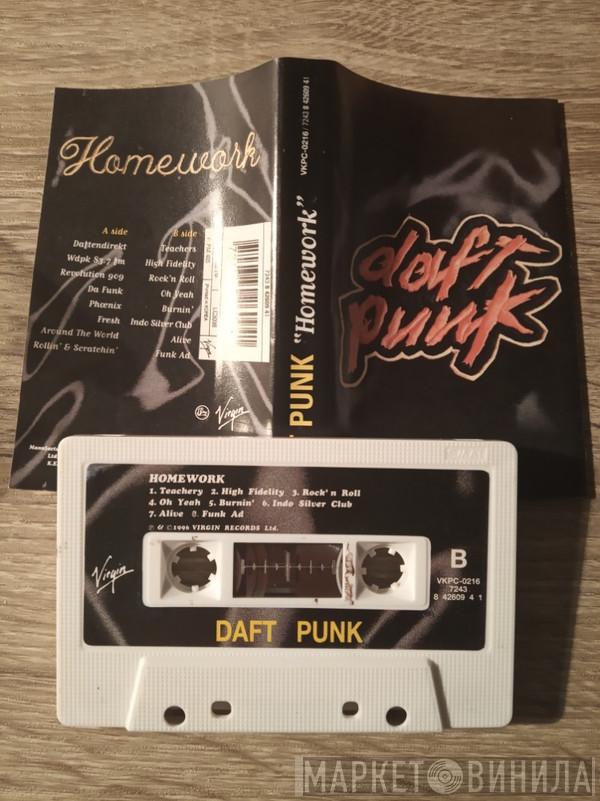 Homework
A side
Daftendirekt
Wdpk 83.7 fm
Revolution 909
Da Funk
Phœnix
Fresh
Around The World
Rollin' & Scratchin'
B side
Teachers
High Fidelity
Rock'n Roll
Oh Yeah
Burnin'
Indo Silver Club
Alive
Funk Ad
Virgin
VKPC-0216 / 7243 8 42609 4 1
PUNK "Homework"
daft
punk
HOMEWORK
1. Teachery 2. High Fidelity 3. Rock'n Roll
4. Oh Yeah 5. Burnin' 6. Indo Silver Club
7. Alive 8. Funk Ad
℗ & © 1996 VIRGIN RECORDS Ltd.
Virgin
B
VKPC-0216
7243
8 42609 4 1
DAFT PUNK
МАРКЕТ ВИНИЛА